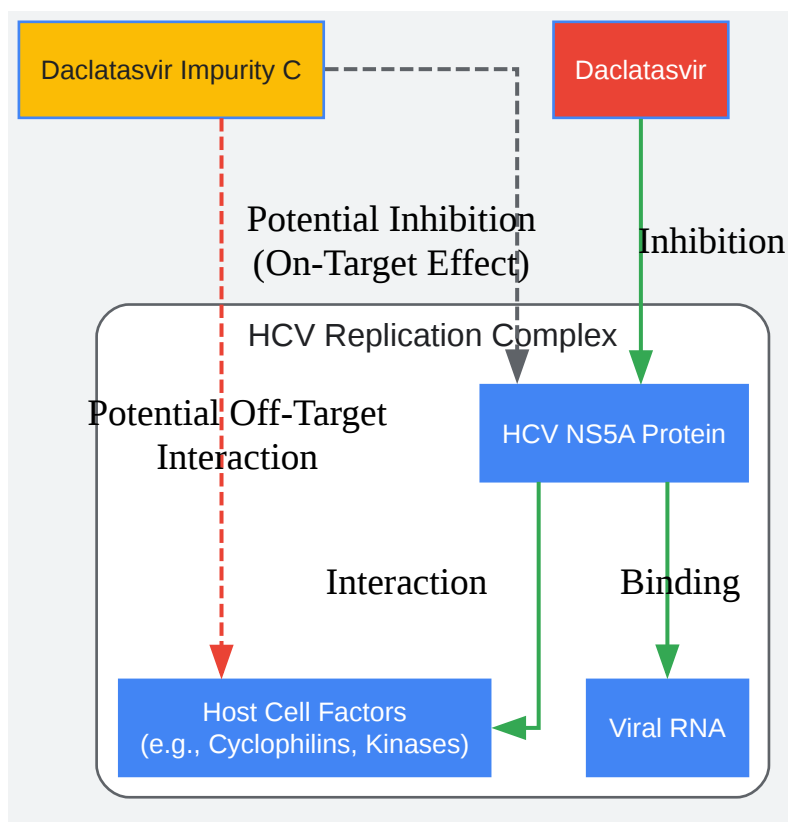 Daclatasvir Impurity C
Daclatasvir
Potential Inhibition
(On-Target Effect)
Inhibition
HCV Replication Complex
Potential Off-Target
Interaction
HCV NS5A Protein
Interaction
Binding
Host Cell Factors
(e.g., Cyclophilins, Kinases)
Viral RNA